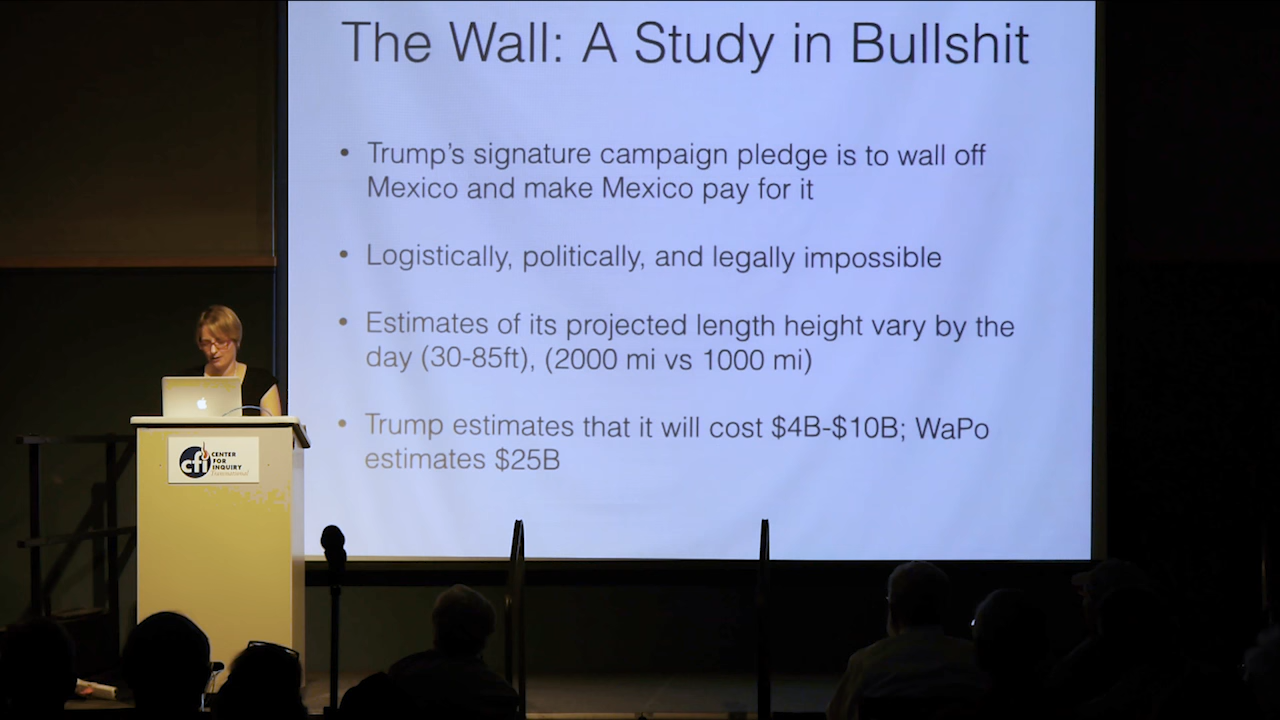 The Wall: A Study in Bullshit
• Trump's signature campaign pledge is to wall off
Mexico and make Mexico pay for it
• Logistically, politically, and legally impossible
• Estimates of its projected length height vary by the
day (30-85ft), (2000 mi vs 1000 mi)
• Trump estimates that it will cost $4B-$10B; WaPo
estimates $25B
cfi
CENTER
FOR
INQUIRY
Transnational